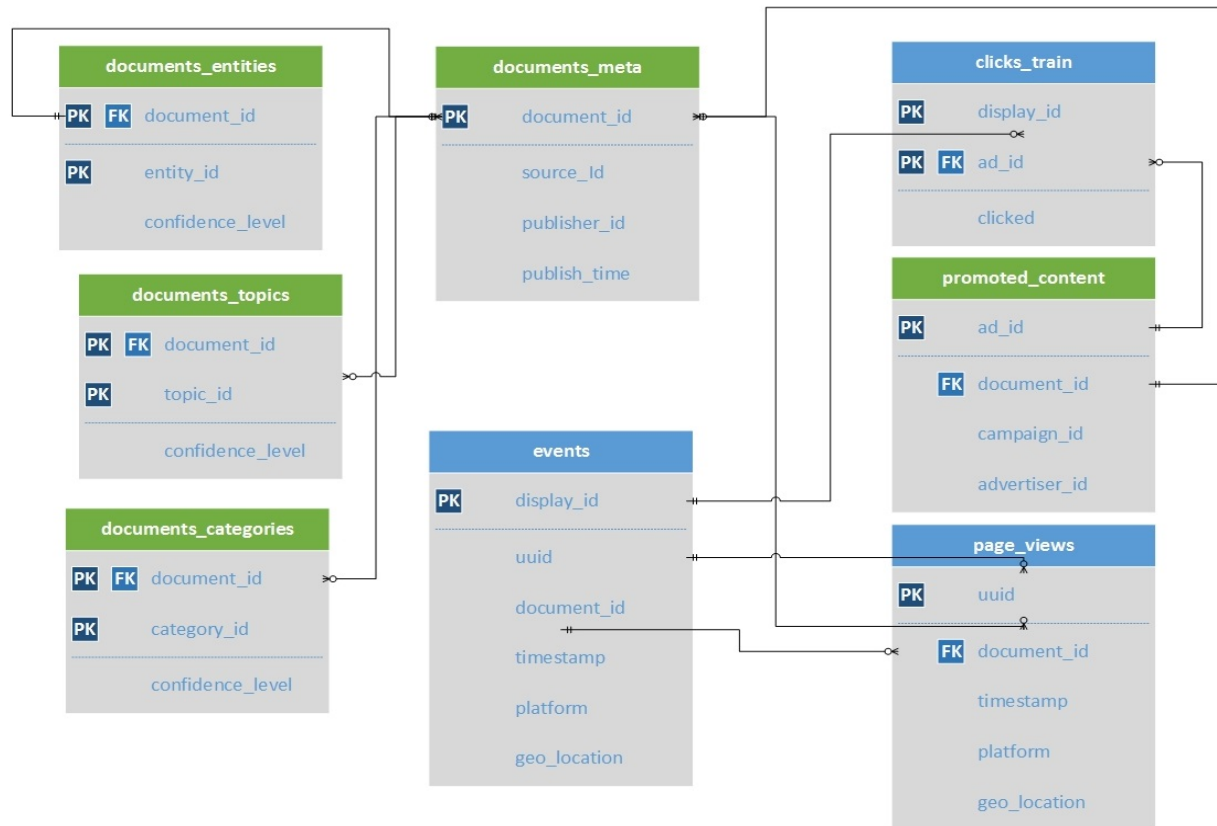 documents_entities
PK FK document_id
PK entity_id
confidence_level
documents_meta
PK document_id
source_Id
publisher_id
publish_time
clicks_train
PK display_id
PK FK ad_id
clicked
documents_topics
PK FK document_id
PK topic_id
confidence_level
promoted_content
PK ad_id
FK document_id
campaign_id
advertiser_id
documents_categories
PK FK document_id
PK category_id
confidence_level
events
PK display_id
uuid
document_id
timestamp
platform
geo_location
page_views
PK uuid
FK document_id
timestamp
platform
geo_location